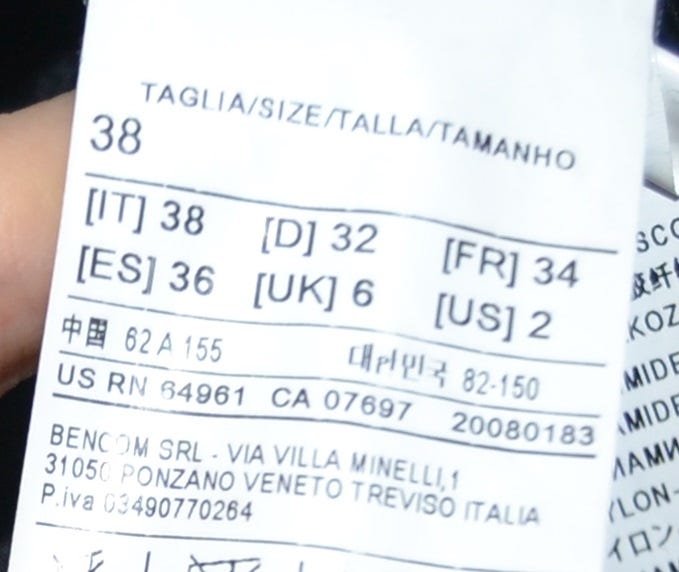 TAGLIA/SIZE/TALLA/TAMANHO
38
[IT] 38 [D] 32 [FR] 34
[ES] 36 [UK] 6 [US] 2
中国 62 A 155 대한민국 82-150
US RN 64961 CA 07697 20080183
BENCOM SRL - VIA VILLA MINELLI,1
31050 PONZANO VENETO TREVISO ITALIA
P.iva 03490770264